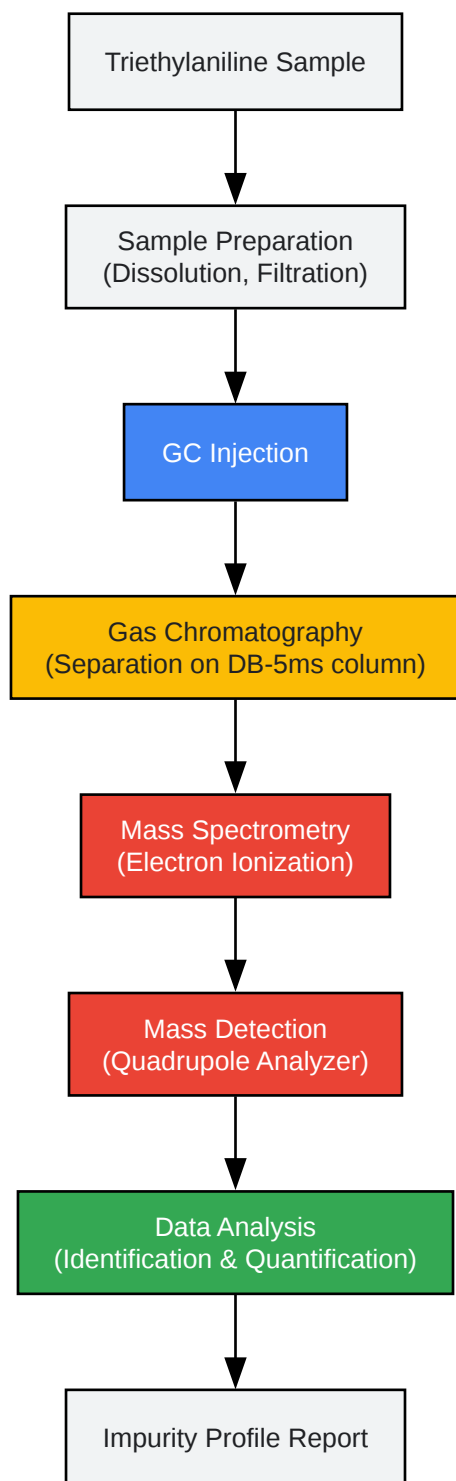 Triethylaniline Sample
Sample Preparation
(Dissolution, Filtration)
GC Injection
Gas Chromatography
(Separation on DB-5ms column)
Mass Spectrometry
(Electron Ionization)
Mass Detection
(Quadrupole Analyzer)
Data Analysis
(Identification & Quantification)
Impurity Profile Report